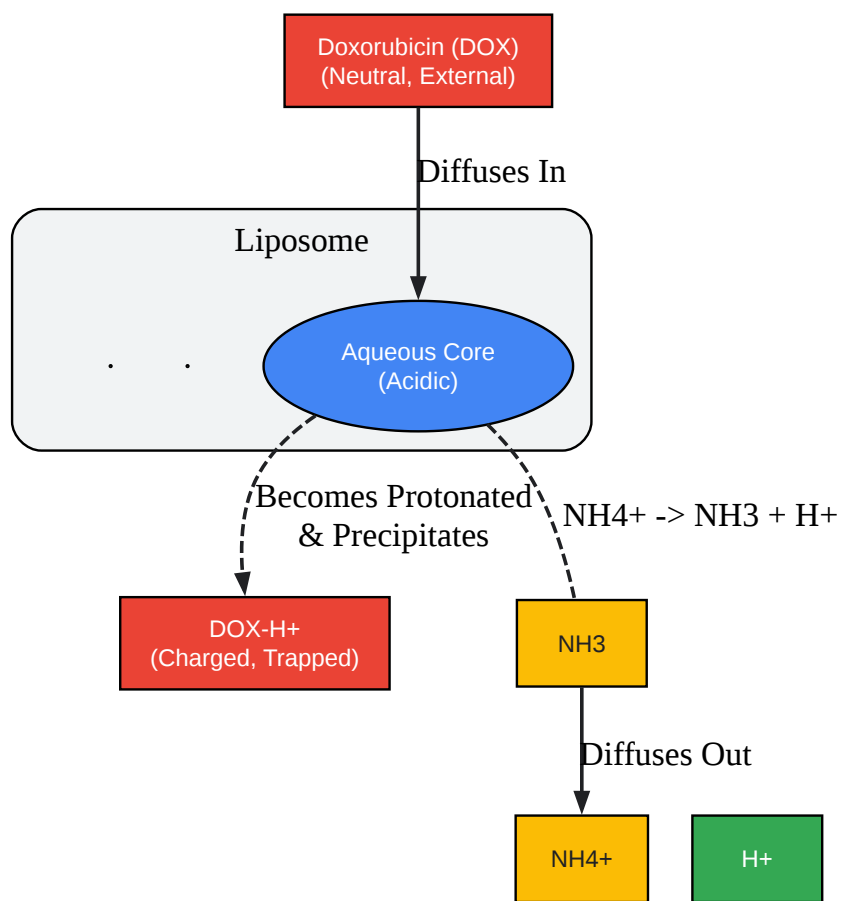 Doxorubicin (DOX)
(Neutral, External)
Diffuses In
Liposome
Aqueous Core
(Acidic)
Becomes Protonated
& Precipitates
NH4+ -> NH3 + H+
DOX-H+
(Charged, Trapped)
NH3
Diffuses Out
NH4+
H+